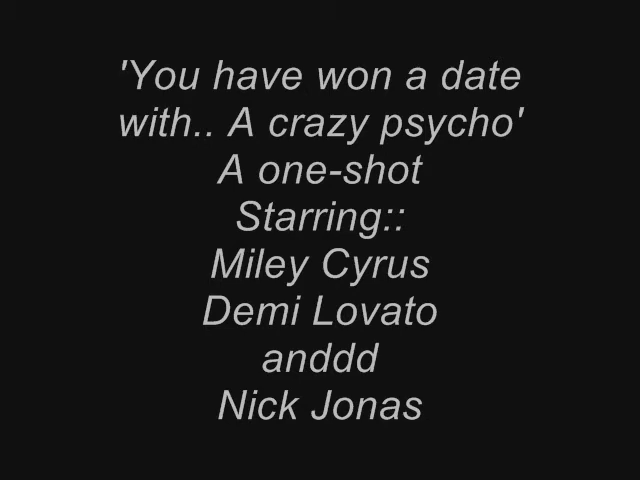 'You have won a date
with.. A crazy psycho'
A one-shot
Starring::
Miley Cyrus
Demi Lovato
anddd
Nick Jonas